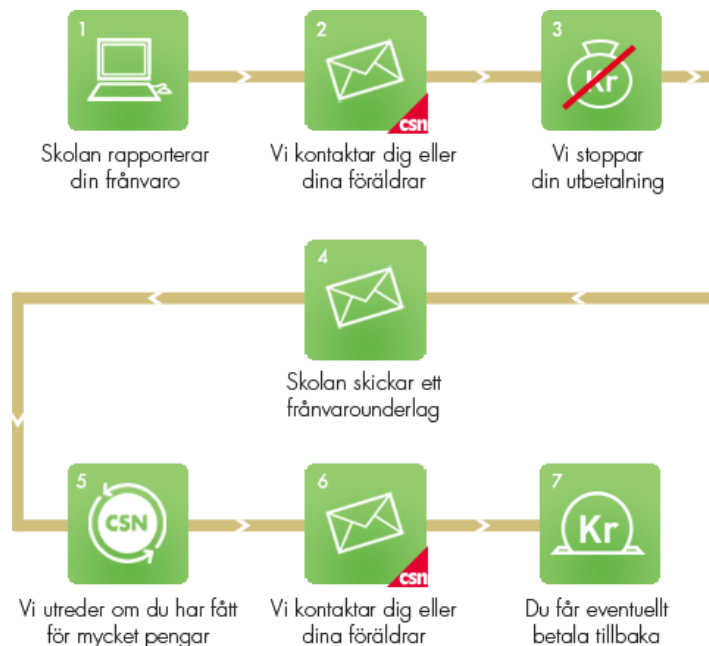 1
Skolan rapporterar
din frånvaro
2
csn
Vi kontaktar dig eller
dina föräldrar
3
Kr
Vi stoppar
din utbetalning
4
Skolan skickar ett
frånvarounderlag
5
CSN
Vi utreder om du har fått
för mycket pengar
6
csn
Vi kontaktar dig eller
dina föräldrar
7
Kr
Du får eventuellt
betala tillbaka